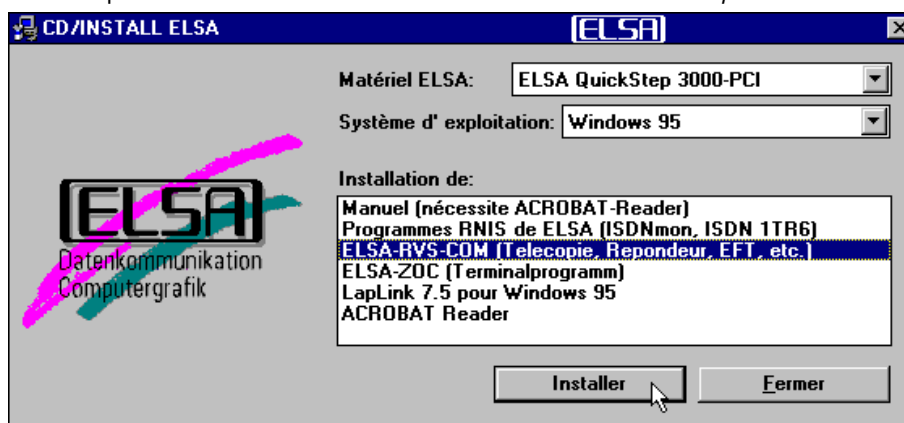 CD/INSTALL ELSA
ELSA
Matériel ELSA: ELSA QuickStep 3000-PCI
Système d' exploitation: Windows 95
Installation de:
Manuel (nécessite ACROBAT-Reader)
Programmes RNIS de ELSA (ISDNmon, ISDN 1TR6)
ELSA-RVS-COM (Telecopie, Repondeur, EFT, etc.)
ELSA-ZOC (Terminalprogramm)
LapLink 7.5 pour Windows 95
ACROBAT Reader
ELSA
Datenkommunikation
Computergrafik
Installer
Fermer